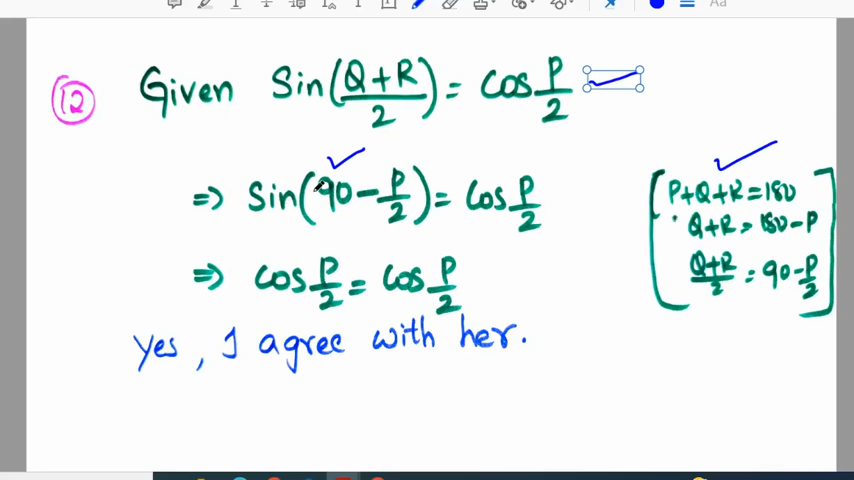 12 Given Sin(Q+R/2) = cos P/2
⇒ Sin(90 - P/2) = cos P/2
⇒ cos P/2 = cos P/2
yes, I agree with her.
P+Q+R = 180
Q+R = 180 - P
Q+R/2 = 90 - P/2